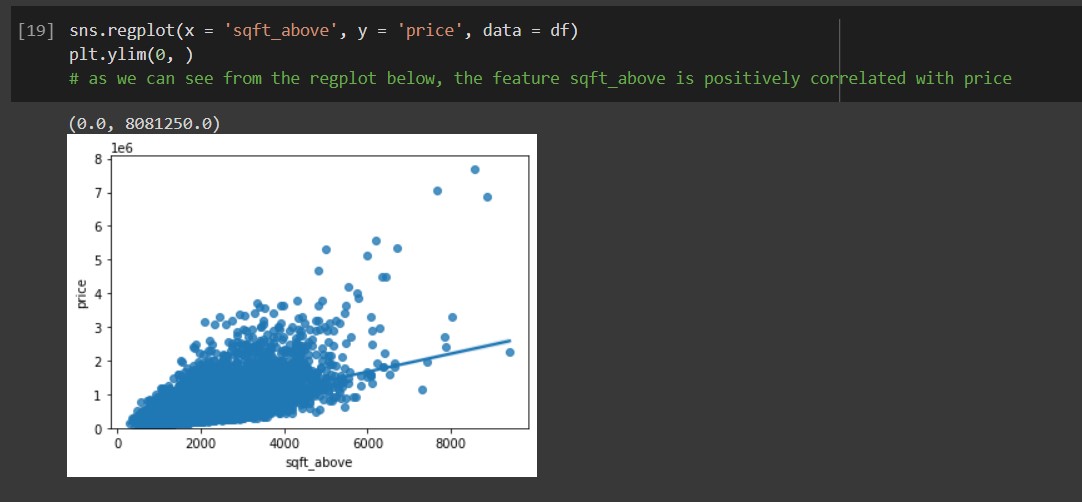 [19] sns.regplot(x = 'sqft_above', y = 'price', data = df)
plt.ylim(0, )
# as we can see from the regplot below, the feature sqft_above is positively correlated with price
(0.0, 8081250.0)
1e6
8
7
6
5
4
3
2
1
0
price
0 2000 4000 6000 8000
sqft_above